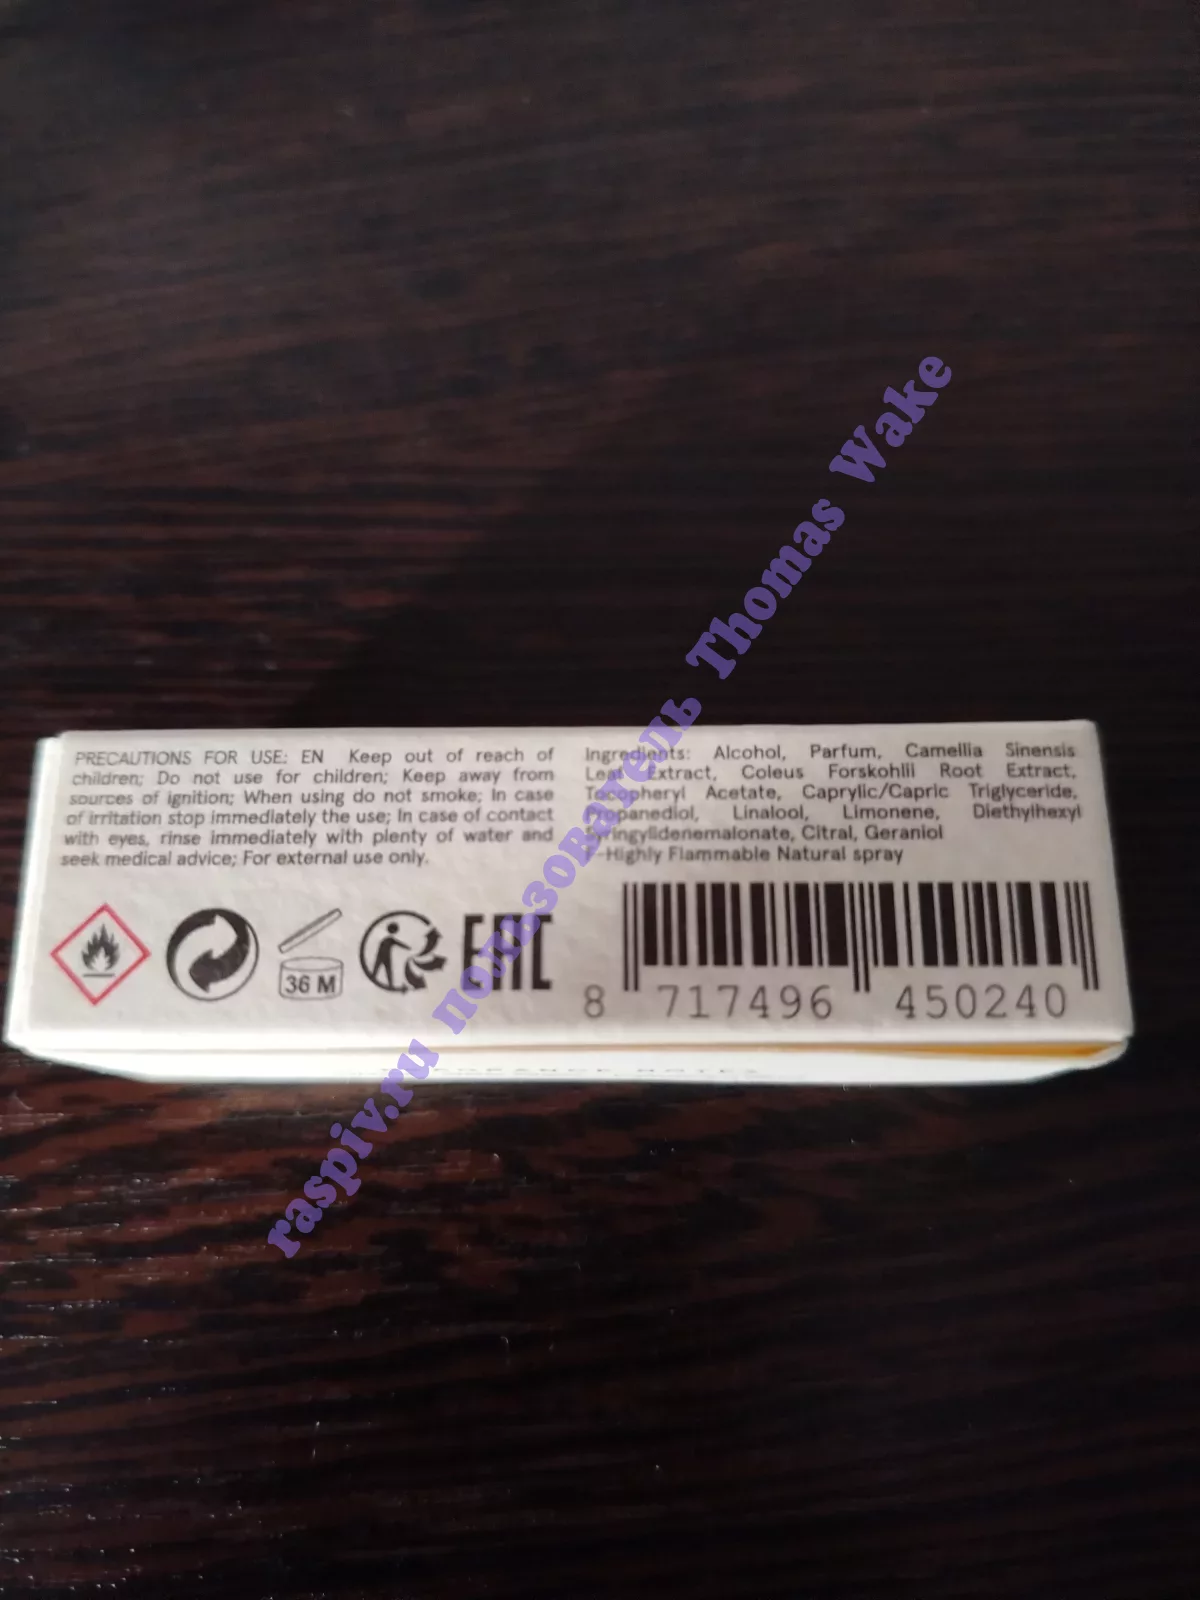 PRECAUTIONS FOR USE: EN Keep out of reach of
children; Do not use for children; Keep away from
sources of ignition; When using do not smoke; In case
of irritation stop immediately the use; In case of contact
with eyes, rinse immediately with plenty of water and
seek medical advice; For external use only.
Ingredients: Alcohol, Parfum, Camellia Sinensis
Leaf Extract, Coleus Forskohlii Root Extract,
Tocopheryl Acetate, Caprylic/Capric Triglyceride,
Propanediol, Linalool, Limonene, Diethylhexyl
Syringylidenemalonate, Citral, Geraniol
F-Highly Flammable Natural spray
36 M
EAC
8 717496 450240
raspiv.ru пользователь Thomas Wake